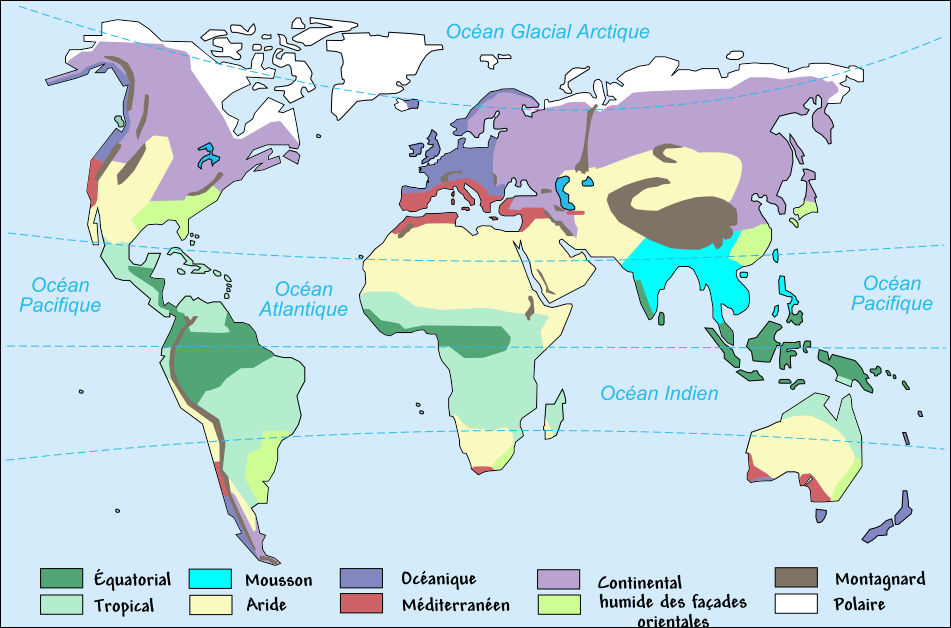 Océan Glacial Arctique
Océan
Pacifique
Océan
Atlantique
Océan
Pacifique
Océan Indien
Équatorial
Mousson
Océanique
Continental
Montagnard
Tropical
Aride
Méditerranéen
humide des façades
orientales
Polaire